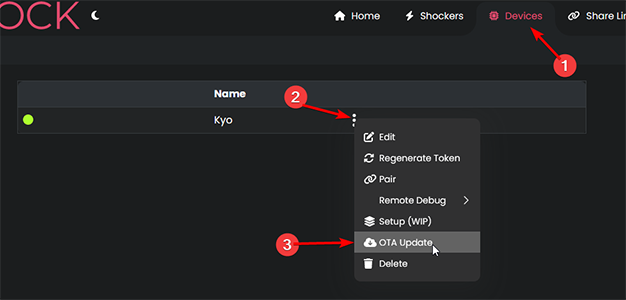 OCK Home Shockers Devices Share Lin
1
Name
2
Kyo
Edit
Regenerate Token
Pair
Remote Debug
Setup (WIP)
3 OTA Update
Delete